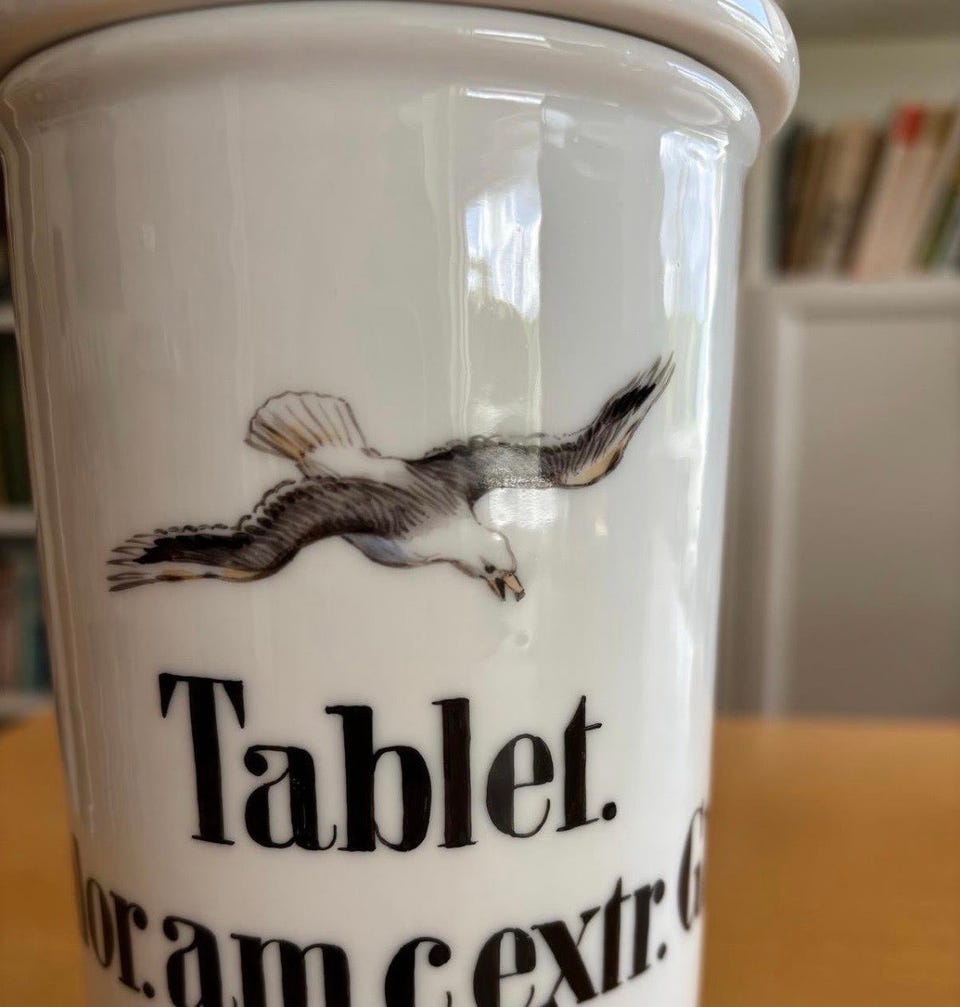 Tablet.
lor. am c extr. G